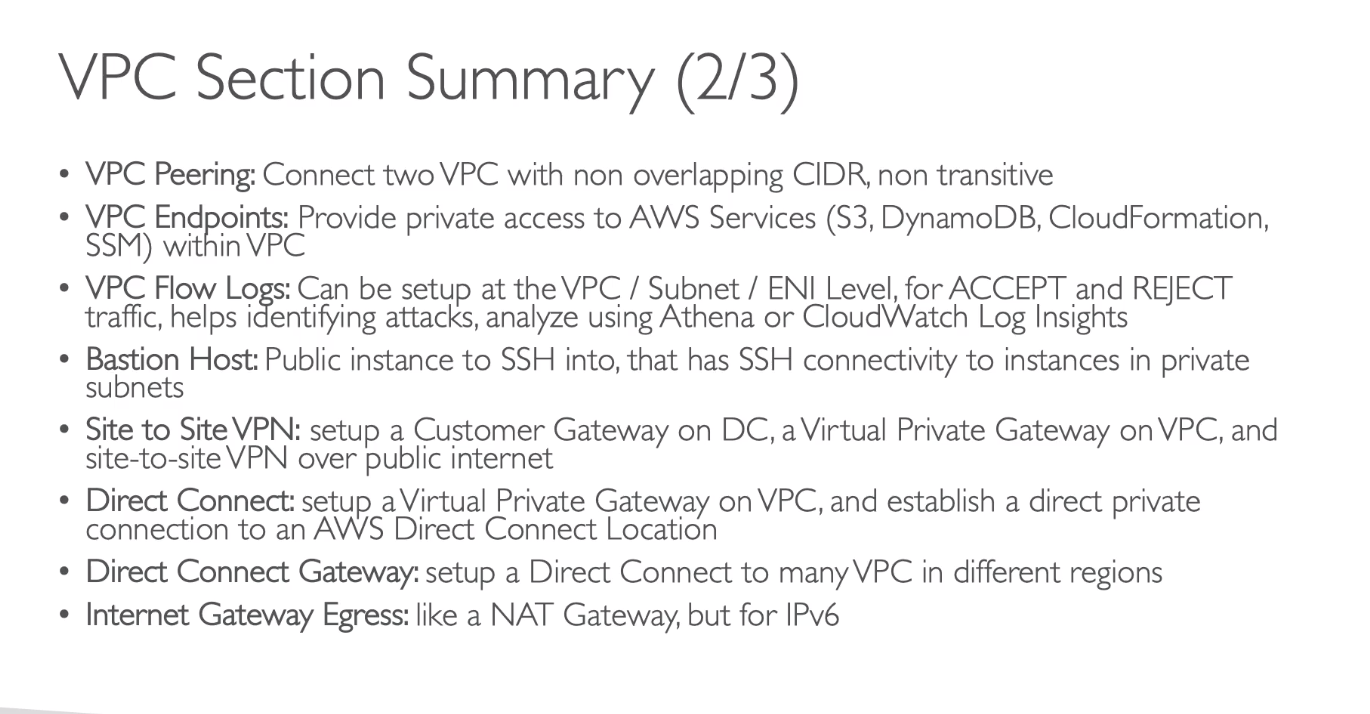 VPC Section Summary (2/3)
• VPC Peering: Connect two VPC with non overlapping CIDR, non transitive
• VPC Endpoints: Provide private access to AWS Services (S3, DynamoDB, CloudFormation,
SSM) within VPC
• VPC Flow Logs: Can be setup at the VPC / Subnet / ENI Level, for ACCEPT and REJECT
traffic, helps identifying attacks, analyze using Athena or CloudWatch Log Insights
• Bastion Host: Public instance to SSH into, that has SSH connectivity to instances in private
subnets
• Site to Site VPN: setup a Customer Gateway on DC, a Virtual Private Gateway on VPC, and
site-to-site VPN over public internet
• Direct Connect: setup a Virtual Private Gateway on VPC, and establish a direct private
connection to an AWS Direct Connect Location
• Direct Connect Gateway: setup a Direct Connect to many VPC in different regions
• Internet Gateway Egress: like a NAT Gateway, but for IPv6